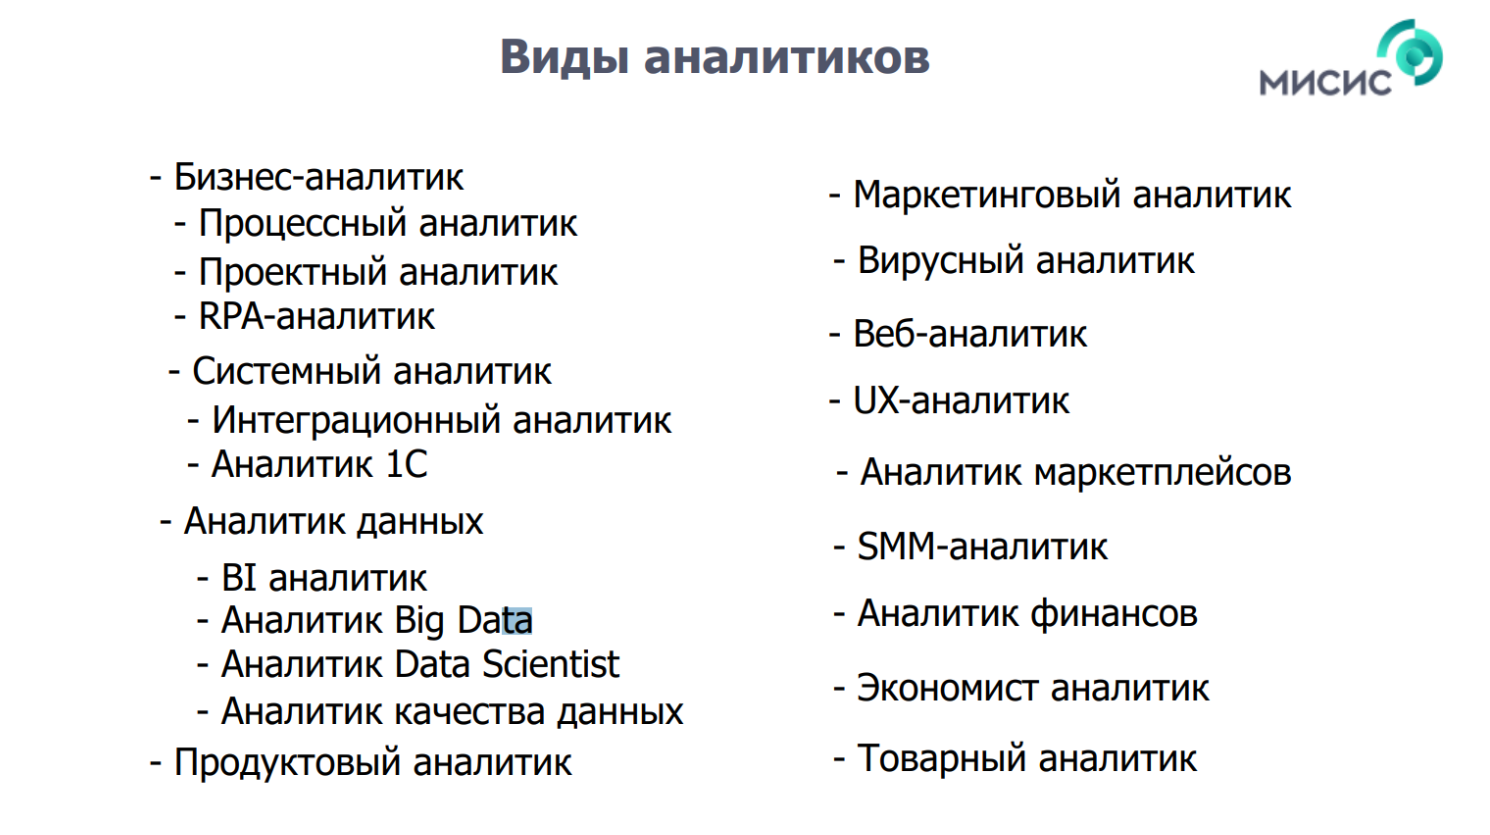 Виды аналитиков
МИСИС
- Бизнес-аналитик
- Процессный аналитик
- Проектный аналитик
- RPA-аналитик
- Системный аналитик
- Интеграционный аналитик
- Аналитик 1С
- Аналитик данных
- BI аналитик
- Аналитик Big Data
- Аналитик Data Scientist
- Аналитик качества данных
- Продуктовый аналитик
- Маркетинговый аналитик
- Вирусный аналитик
- Веб-аналитик
- UX-аналитик
- Аналитик маркетплейсов
- SMM-аналитик
- Аналитик финансов
- Экономист аналитик
- Товарный аналитик